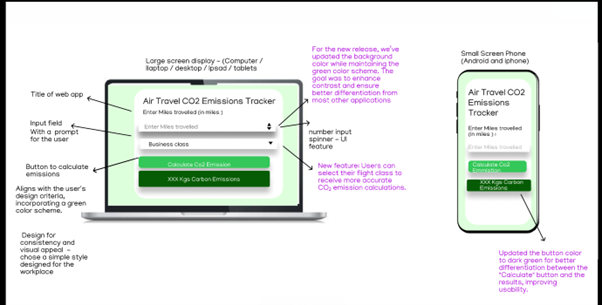 Large screen display - (Computer /
llaptop / desktop / ipsad / tablets
For the new release, we've
updated the background
color while maintaining the
green color scheme. The
goal was to enhance
contrast and ensure
better differentiation from
most other applications
Small Screen Phone
(Android and iphone)
Title of web app
Air Travel CO2 Emissions Tracker
Enter Miles travelled (in miles )
Input field
With a prompt
for the user
Enter Miles travelled
number input
spinner - UI
feature
Business class
Button to calculate
emissions
Calculate Co2 Emission
XXX Kgs Carbon Emissions
New feature: Users can
select their flight class to
receive more accurate
CO₂ emission calculations.
Aligns with the user's
design criteria,
incorporating a green
color scheme.
Design for
consistency and
visual appeal -
chose a simple style
designed for the
workplace
Air Travel CO2
Emissions
Tracker
Enter Miles travelled
(in miles ) :
Calculate Co2
Emission
XXX Kgs Carbon
Emissions
Updated the button color
to dark green for better
differentiation between the
"Calculate" button and the
results, improving
usability.